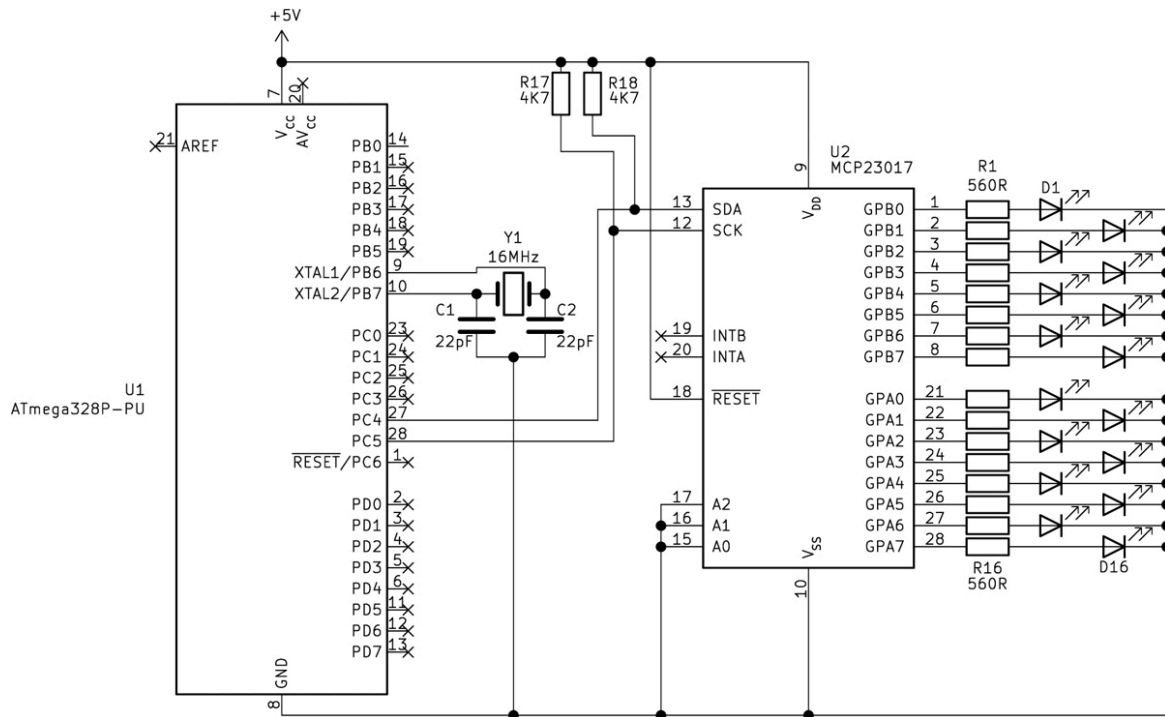 +5V
R17
4K7
R18
4K7
7
20
VCC
AVCC
21
AREF
PB0
14
PB1
15
PB2
16
PB3
17
PB4
18
PB5
19
XTAL1/PB6
9
XTAL2/PB7
10
PC0
23
PC1
24
PC2
25
PC3
26
PC4
27
PC5
28
RESET/PC6
1
PD0
2
PD1
3
PD2
4
PD3
5
PD4
6
PD5
11
PD6
12
PD7
13
GND
8
U1
ATmega328P-PU
Y1
16MHz
C1
22pF
C2
22pF
U2
MCP23017
9
VDD
13
SDA
12
SCK
19
INTB
20
INTA
18
RESET
17
A2
16
A1
15
A0
VSS
10
GPB0
1
GPB1
2
GPB2
3
GPB3
4
GPB4
5
GPB5
6
GPB6
7
GPB7
8
GPA0
21
GPA1
22
GPA2
23
GPA3
24
GPA4
25
GPA5
26
GPA6
27
GPA7
28
R1
560R
D1
R16
560R
D16